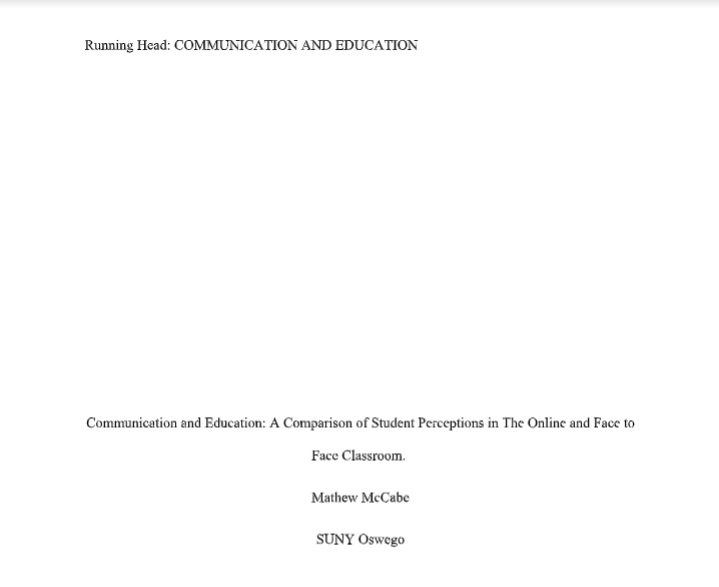 Running Head: COMMUNICATION AND EDUCATION
Communication and Education: A Comparison of Student Perceptions in The Online and Face to
Face Classroom.
Mathew McCabe
SUNY Oswego